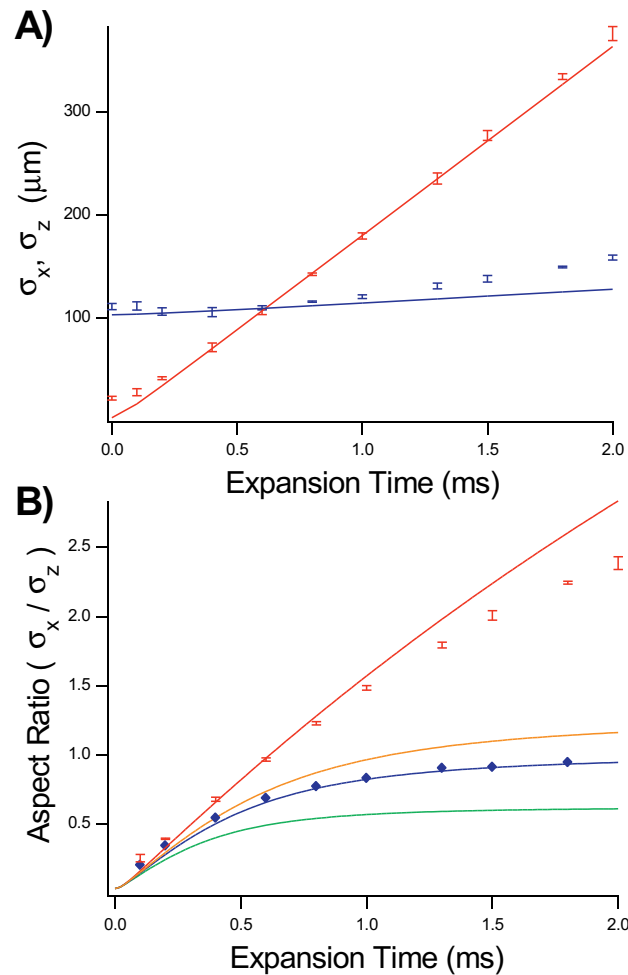 A)
300
200
100
σx, σz (μm)
0.0 0.5 1.0 1.5 2.0
Expansion Time (ms)
B)
2.5
2.0
1.5
1.0
0.5
Aspect Ratio ( σx / σz )
0.0 0.5 1.0 1.5 2.0
Expansion Time (ms)